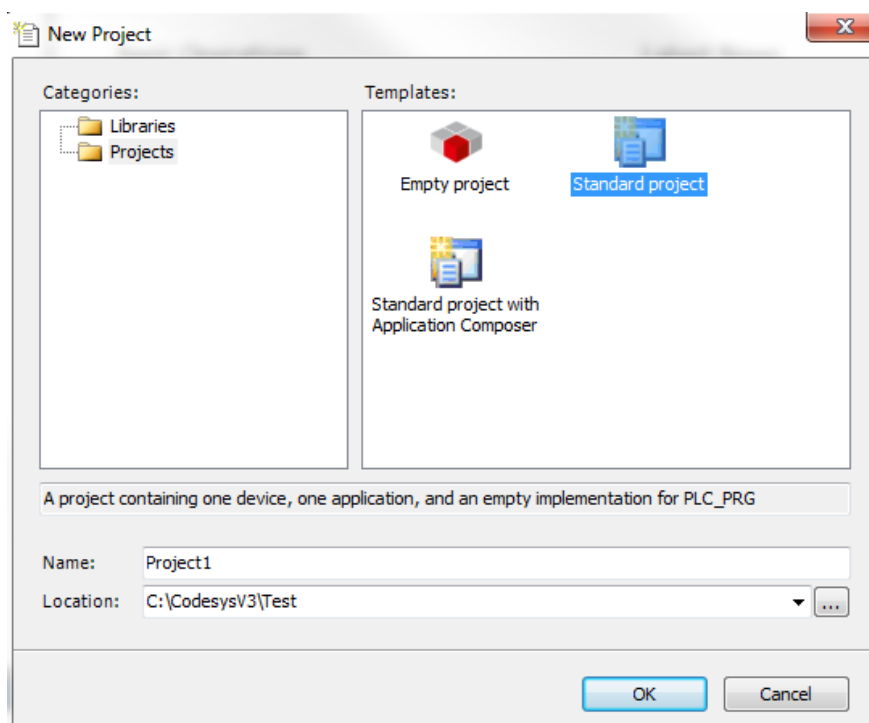 New Project
Categories:
Templates:
Libraries
Projects
Empty project
Standard project
Standard project with
Application Composer
A project containing one device, one application, and an empty implementation for PLC_PRG
Name:
Project1
Location:
C:\CodesysV3\Test
...
OK
Cancel